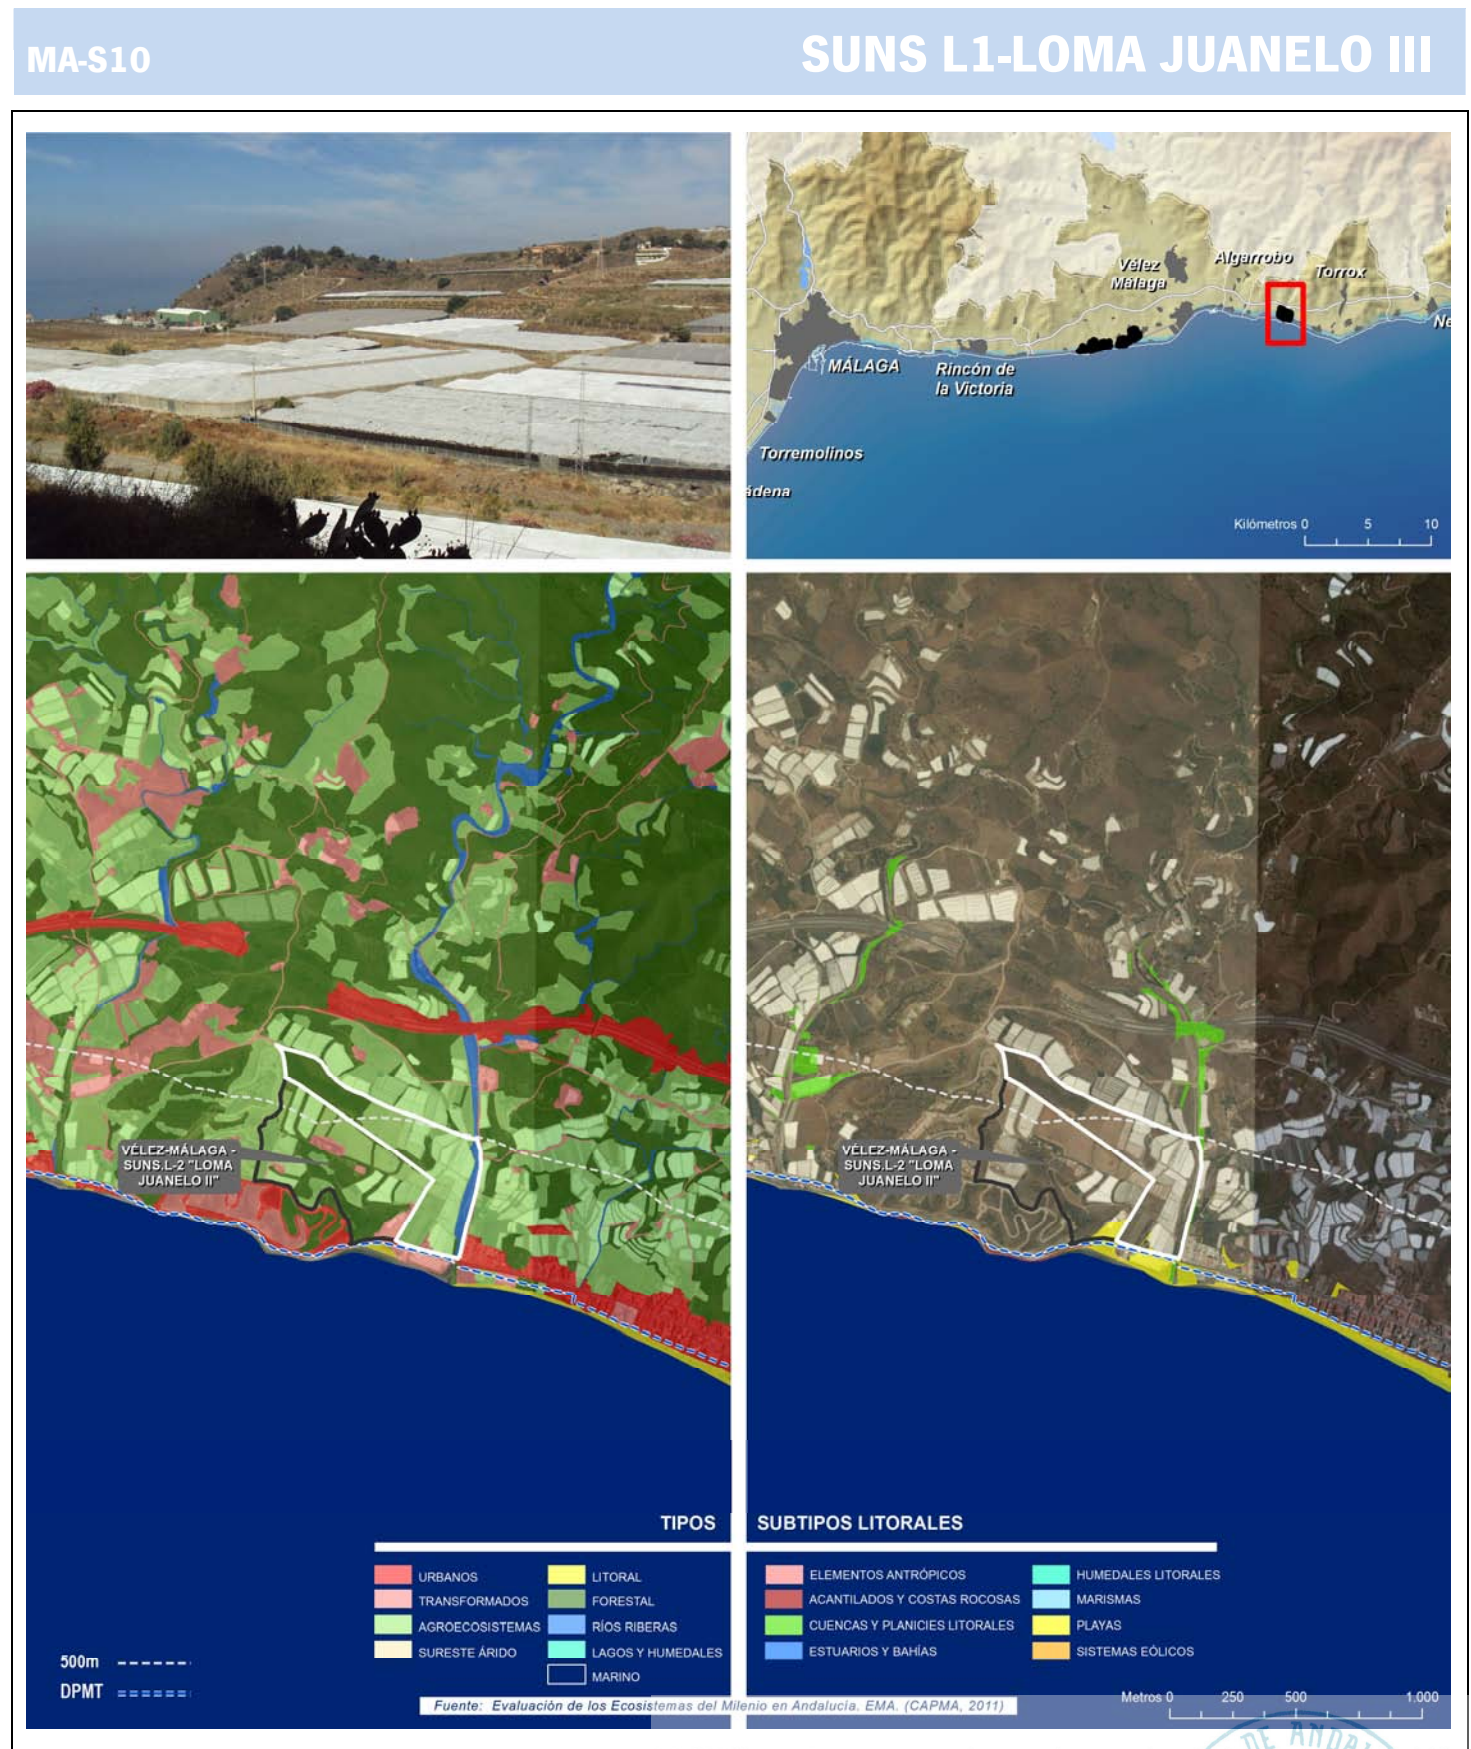 MA-S10
SUNS L1-LOMA JUANELO III
Vélez
Málaga
Algarrobo
Torrox
Ne
MÁLAGA
Rincón de
la Victoria
Torremolinos
ádena
Kilómetros 0 5 10
VÉLEZ-MÁLAGA -
SUNS.L-2 "LOMA
JUANELO II"
VÉLEZ-MÁLAGA -
SUNS.L-2 "LOMA
JUANELO II"
TIPOS
URBANOS
TRANSFORMADOS
AGROECOSISTEMAS
SURESTE ÁRIDO
LITORAL
FORESTAL
RÍOS RIBERAS
LAGOS Y HUMEDALES
MARINO
500m
DPMT
SUBTIPOS LITORALES
ELEMENTOS ANTRÓPICOS
ACANTILADOS Y COSTAS ROCOSAS
CUENCAS Y PLANICIES LITORALES
ESTUARIOS Y BAHÍAS
HUMEDALES LITORALES
MARISMAS
PLAYAS
SISTEMAS EÓLICOS
Fuente: Evaluación de los Ecosistemas del Milenio en Andalucía. EMA. (CAPMA, 2011)
Metros 0 250 500 1.000
DE ANDA